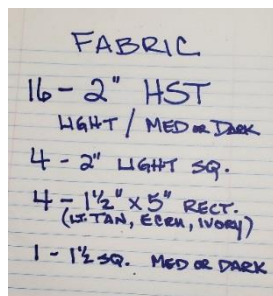 FABRIC
16 - 2" HST
LIGHT / MED OR DARK
4 - 2" LIGHT SQ.
4 - 1½" x 5" RECT.
(LT. TAN, ECRU, IVORY)
1 - 1½ SQ. MED OR DARK